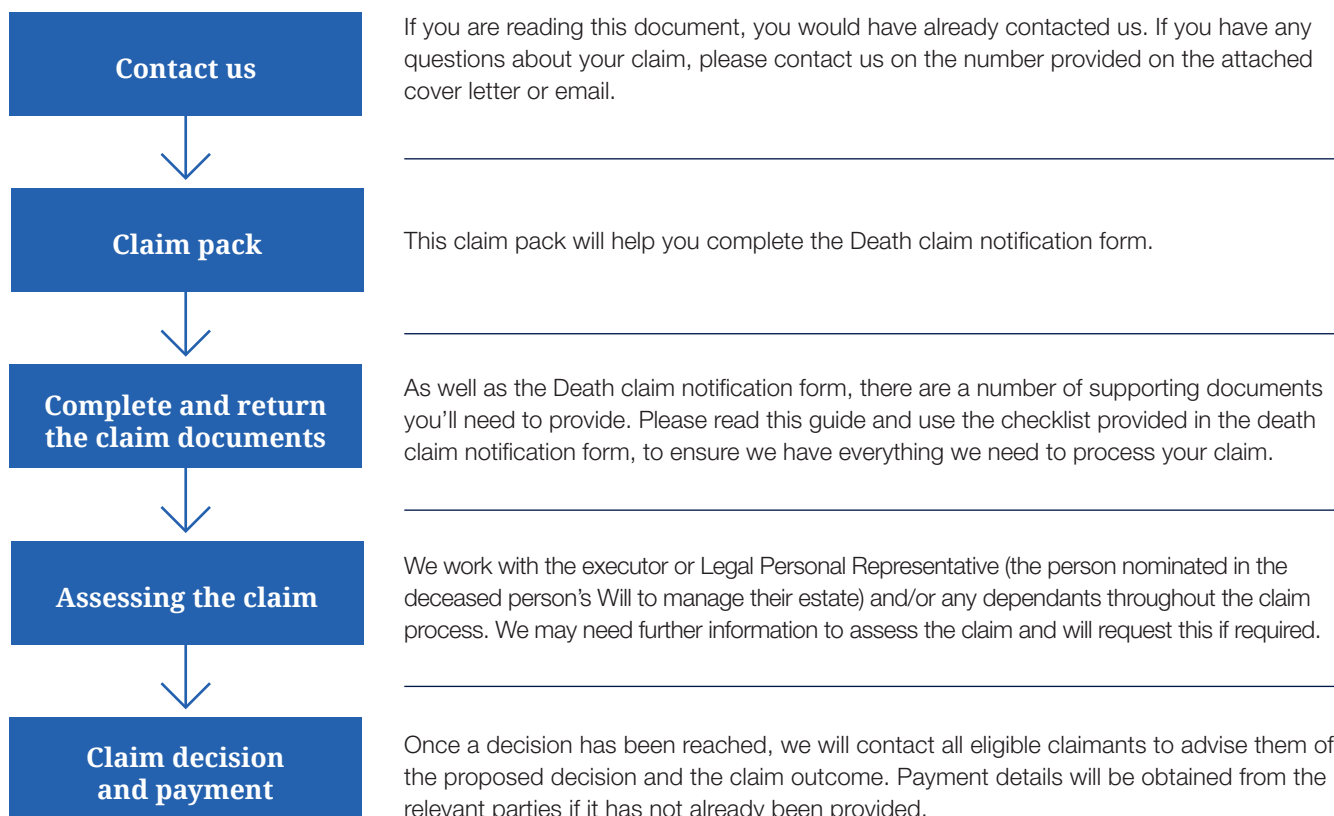 Contact us
If you are reading this document, you would have already contacted us. If you have any
questions about your claim, please contact us on the number provided on the attached
cover letter or email.
Claim pack
This claim pack will help you complete the Death claim notification form.
Complete and return
the claim documents
As well as the Death claim notification form, there are a number of supporting documents
you'll need to provide. Please read this guide and use the checklist provided in the death
claim notification form, to ensure we have everything we need to process your claim.
Assessing the claim
We work with the executor or Legal Personal Representative (the person nominated in the
deceased person's Will to manage their estate) and/or any dependants throughout the claim
process. We may need further information to assess the claim and will request this if required.
Claim decision
and payment
Once a decision has been reached, we will contact all eligible claimants to advise them of
the proposed decision and the claim outcome. Payment details will be obtained from the
relevant parties if it has not already been provided.